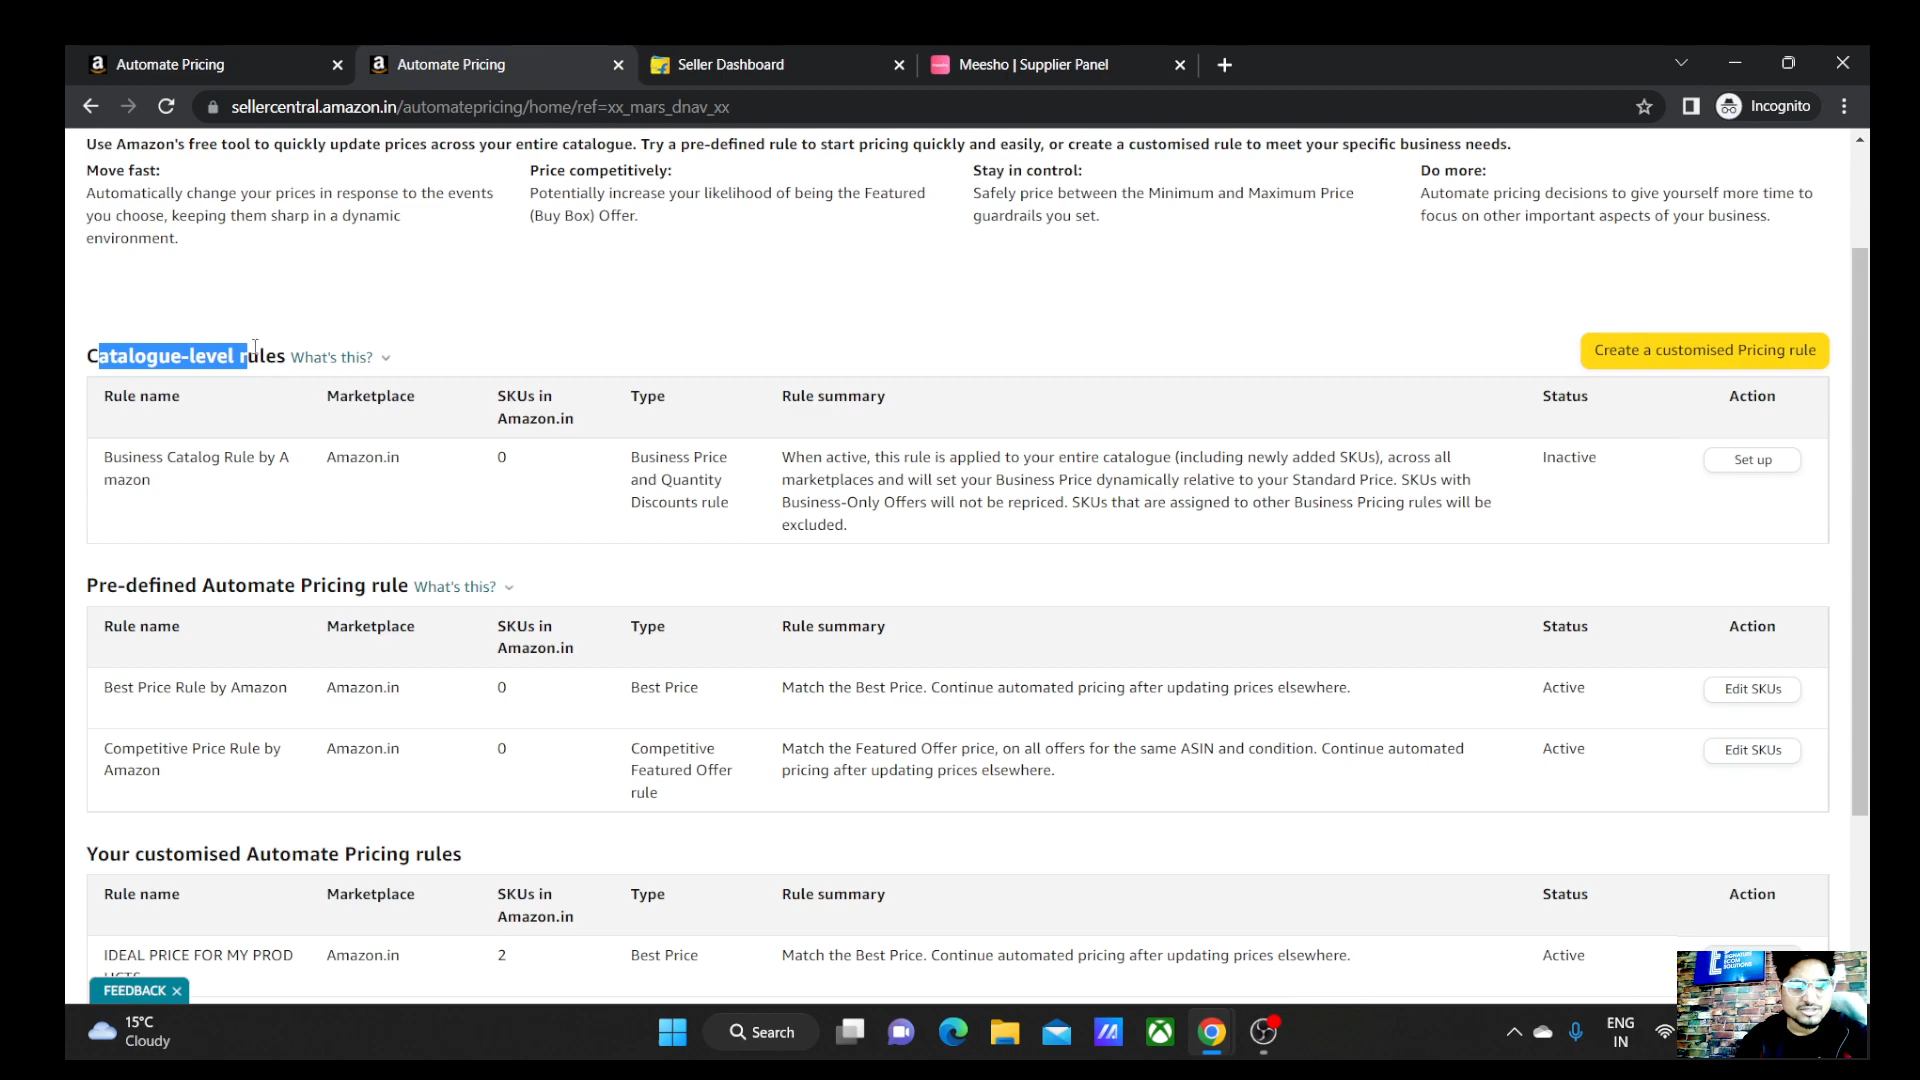 Automate Pricing
Automate Pricing
Seller Dashboard
Meesho | Supplier Panel
sellercentral.amazon.in/automatepricing/home/ref=xx_mars_dnav_xx
Incognito
Use Amazon's free tool to quickly update prices across your entire catalogue. Try a pre-defined rule to start pricing quickly and easily, or create a customised rule to meet your specific business needs.
Move fast:
Automatically change your prices in response to the events
you choose, keeping them sharp in a dynamic
environment.
Price competitively:
Potentially increase your likelihood of being the Featured
(Buy Box) Offer.
Stay in control:
Safely price between the Minimum and Maximum Price
guardrails you set.
Do more:
Automate pricing decisions to give yourself more time to
focus on other important aspects of your business.
Catalogue-level rules What's this?
Create a customised Pricing rule
Rule name
Marketplace
SKUs in
Amazon.in
Type
Rule summary
Status
Action
Business Catalog Rule by A
mazon
Amazon.in
0
Business Price
and Quantity
Discounts rule
When active, this rule is applied to your entire catalogue (including newly added SKUs), across all
marketplaces and will set your Business Price dynamically relative to your Standard Price. SKUs with
Business-Only Offers will not be repriced. SKUs that are assigned to other Business Pricing rules will be
excluded.
Inactive
Set up
Pre-defined Automate Pricing rule What's this?
Rule name
Marketplace
SKUs in
Amazon.in
Type
Rule summary
Status
Action
Best Price Rule by Amazon
Amazon.in
0
Best Price
Match the Best Price. Continue automated pricing after updating prices elsewhere.
Active
Edit SKUs
Competitive Price Rule by
Amazon
Amazon.in
0
Competitive
Featured Offer
rule
Match the Featured Offer price, on all offers for the same ASIN and condition. Continue automated
pricing after updating prices elsewhere.
Active
Edit SKUs
Your customised Automate Pricing rules
Rule name
Marketplace
SKUs in
Amazon.in
Type
Rule summary
Status
Action
IDEAL PRICE FOR MY PROD
UCTS
Amazon.in
2
Best Price
Match the Best Price. Continue automated pricing after updating prices elsewhere.
Active
FEEDBACK
15°C
Cloudy
Search
ENG
IN
SIGNATURE
ECOM
SOLUTIONS